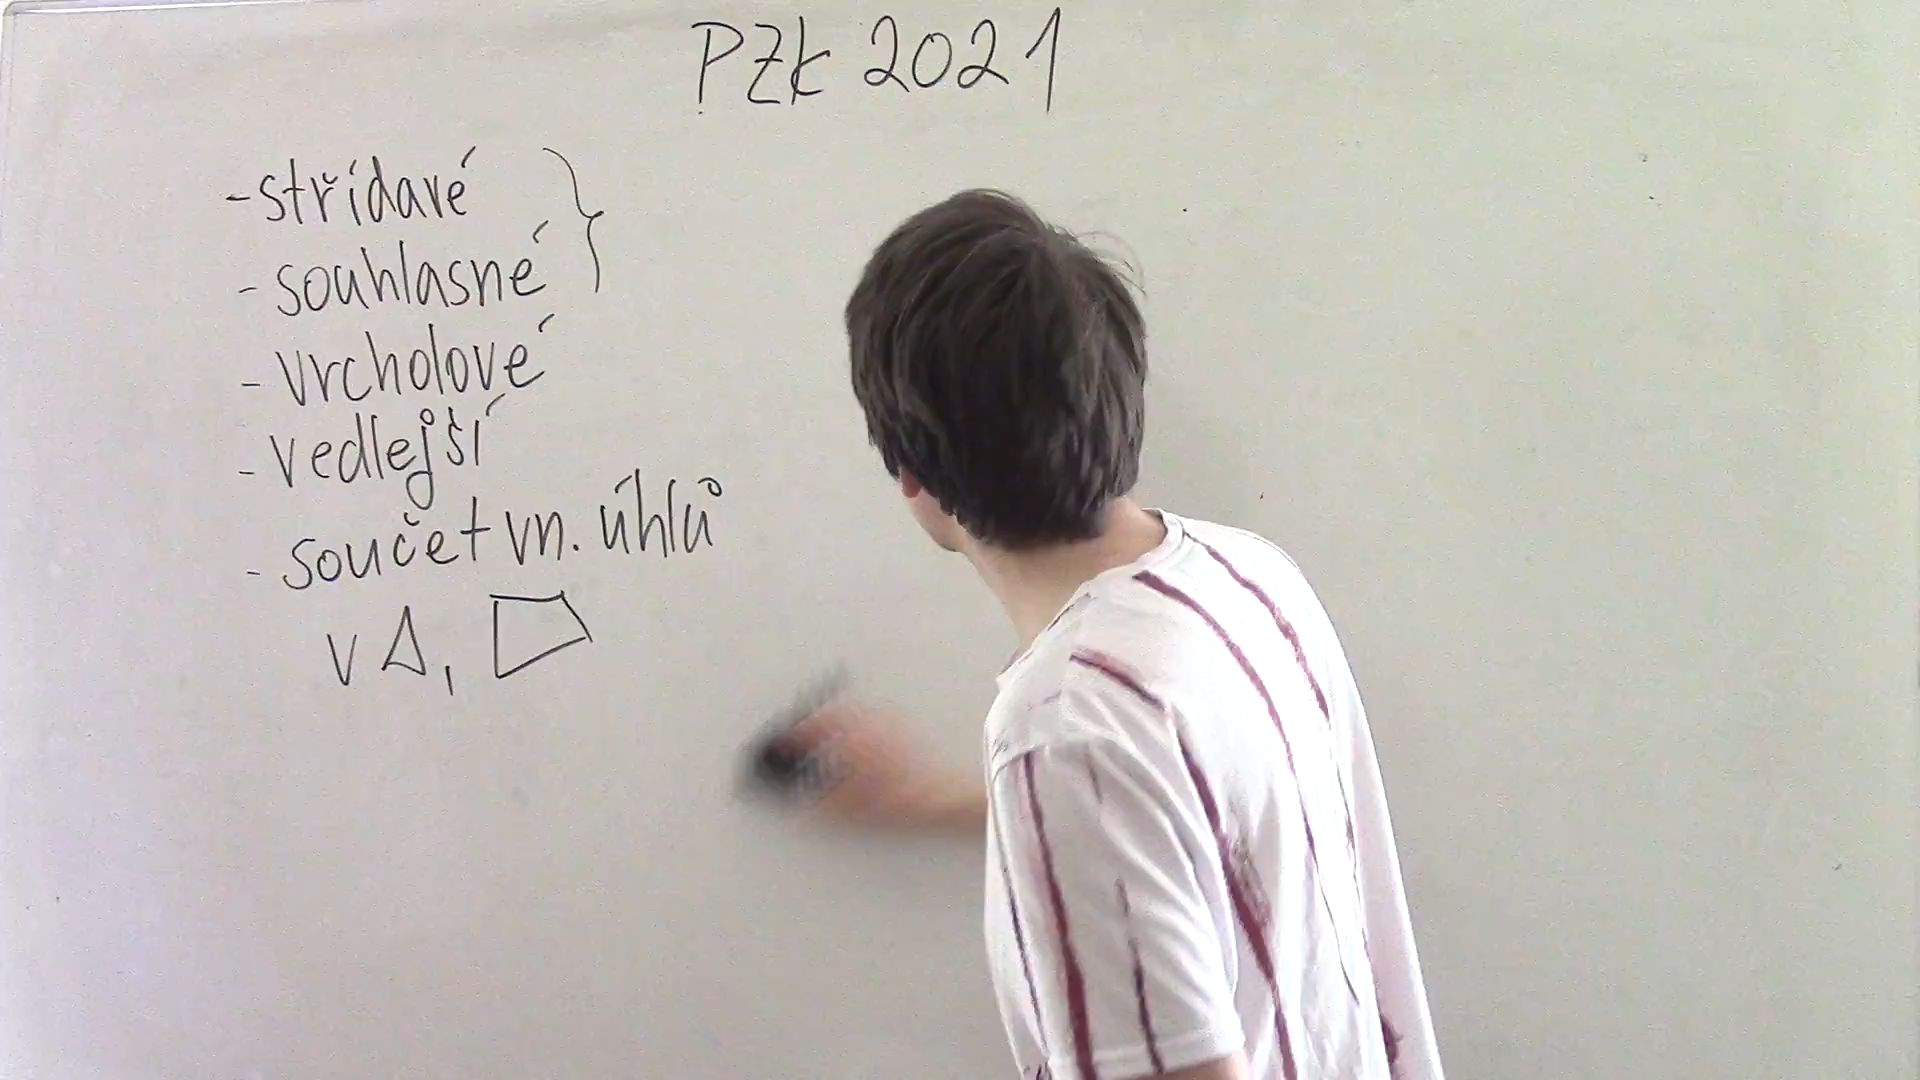 PZk 2021
- střídavé
- souhlasné
- vrcholové
- vedlejší
- součet vn. úhlů
v Δ,